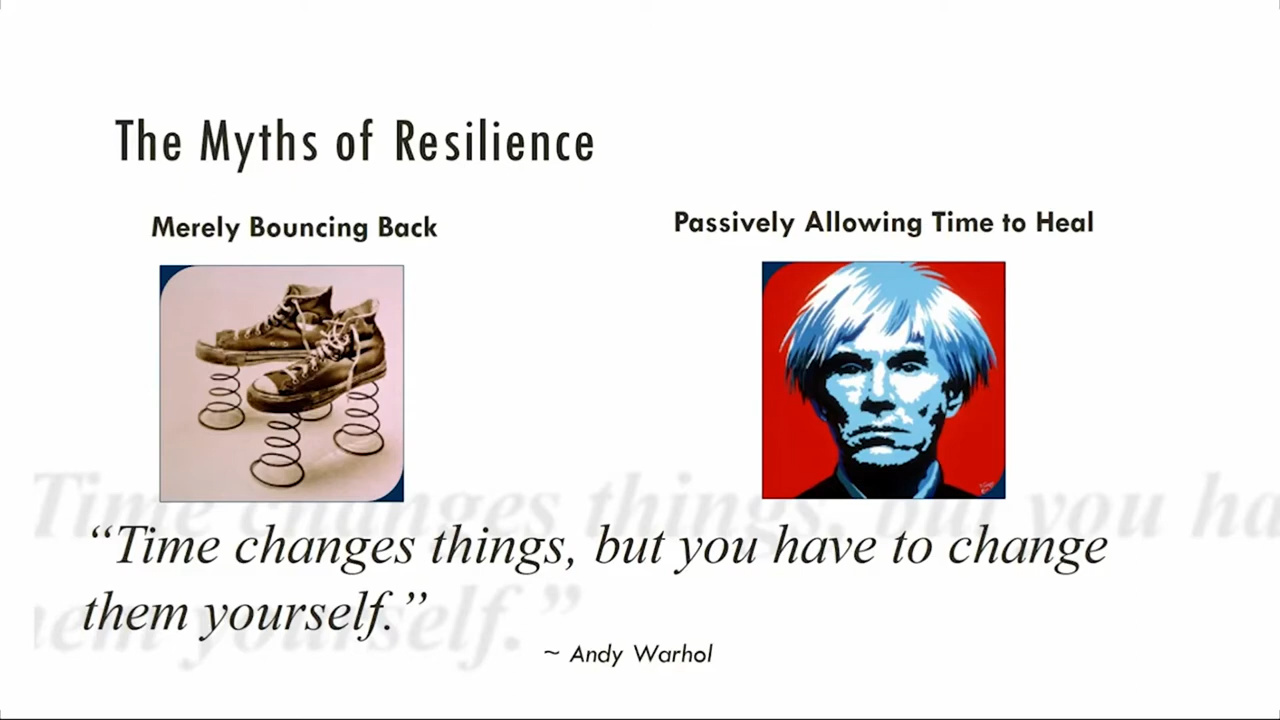 The Myths of Resilience
Merely Bouncing Back
Passively Allowing Time to Heal
“Time changes things, but you have to change
them yourself.”
~ Andy Warhol